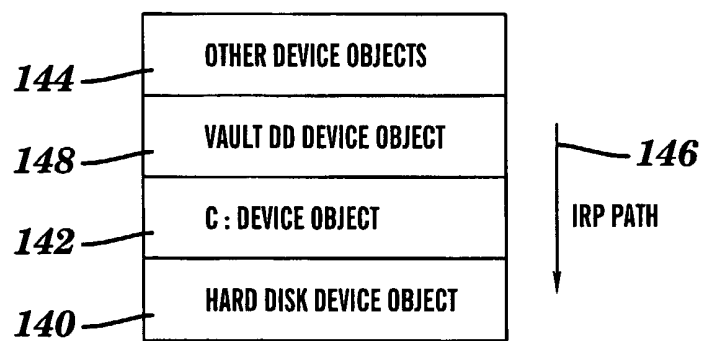 OTHER DEVICE OBJECTS
144
VAULT DD DEVICE OBJECT
148
146
C : DEVICE OBJECT
142
IRP PATH
HARD DISK DEVICE OBJECT
140